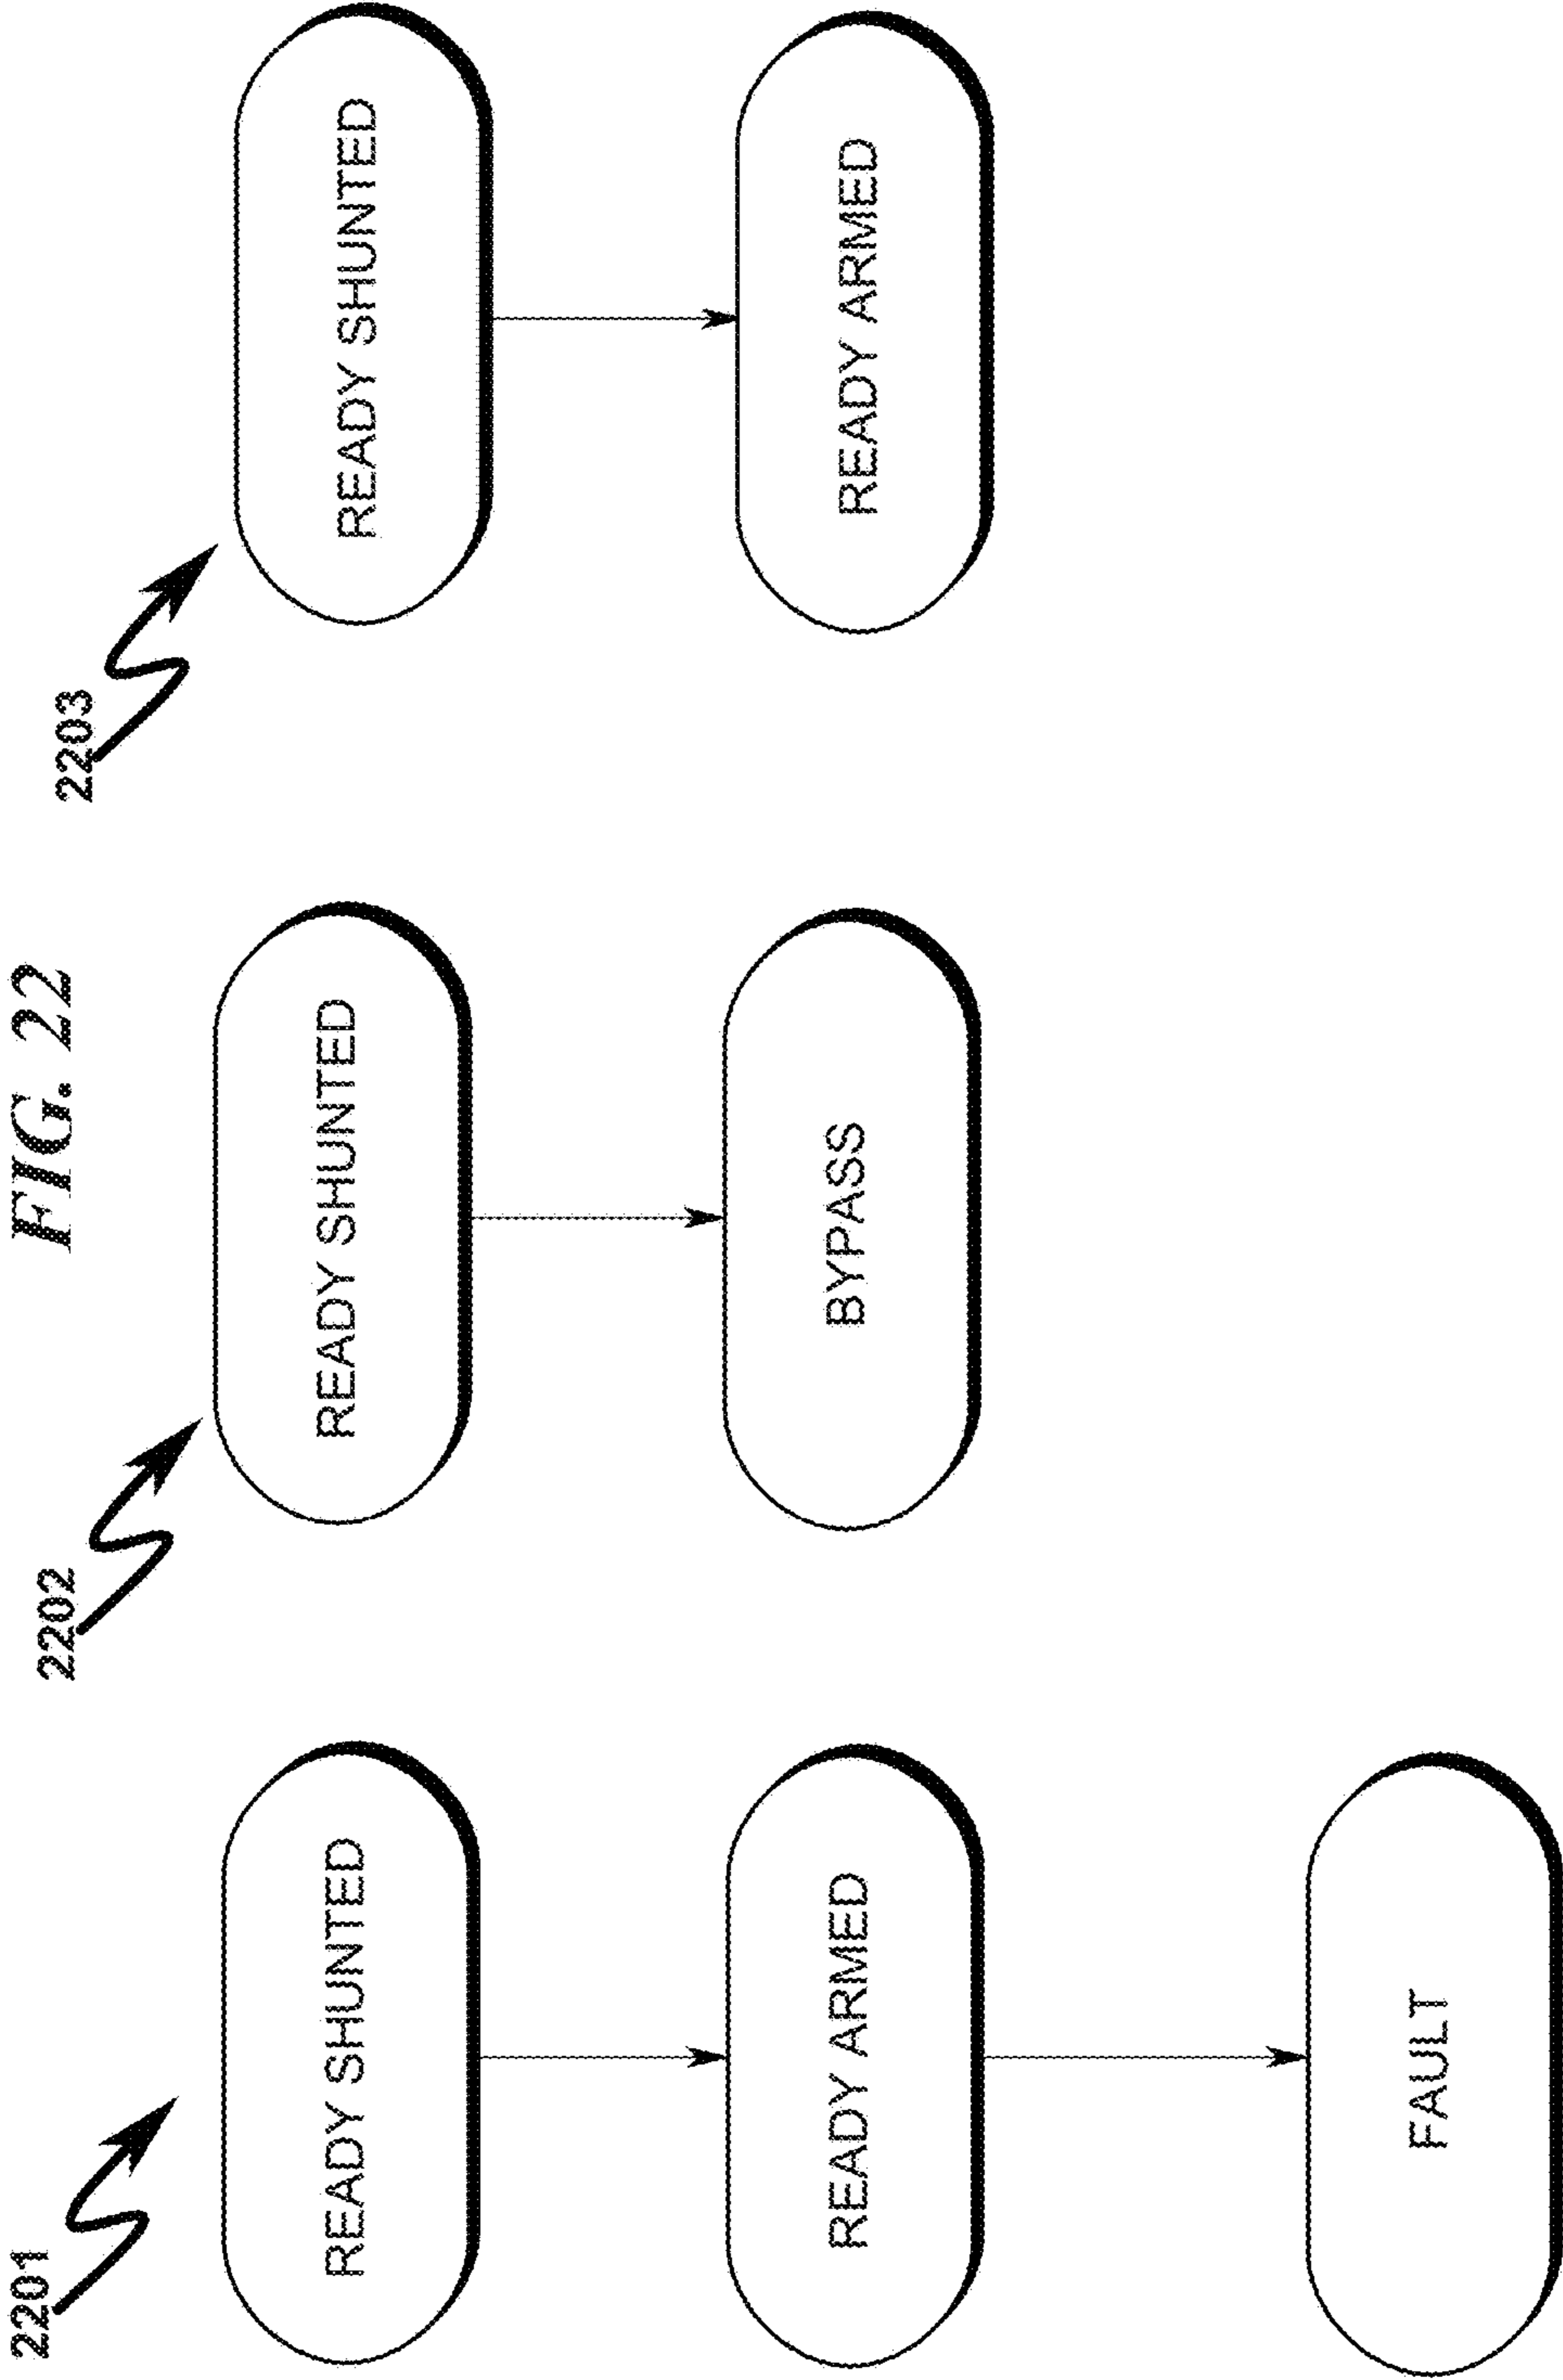 FIG. 22
2201
READY SHUNTED
READY ARMED
FAULT
2202
READY SHUNTED
BYPASS
2203
READY SHUNTED
READY ARMED